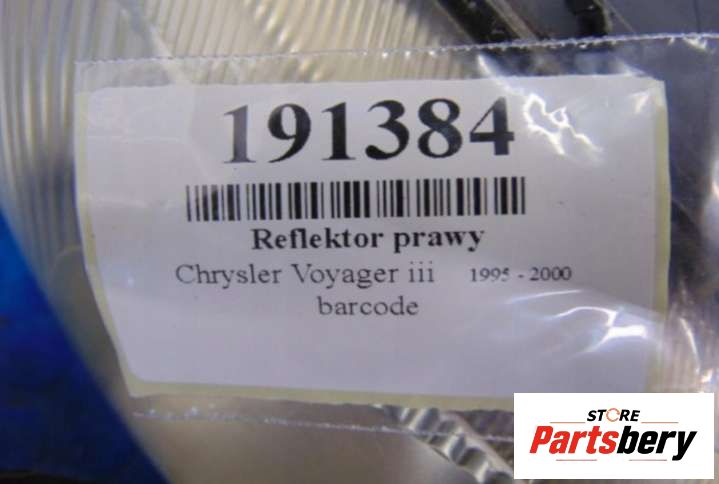 191384
Reflektor prawy
Chrysler Voyager iii 1995 - 2000
barcode
STORE
Partsbery